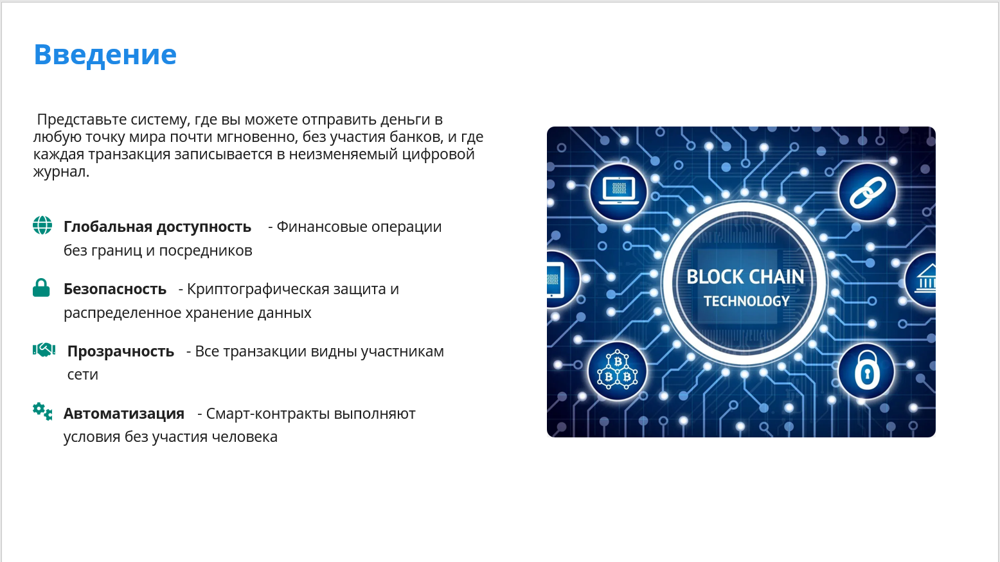 Введение
Представьте систему, где вы можете отправить деньги в
любую точку мира почти мгновенно, без участия банков, и где
каждая транзакция записывается в неизменяемый цифровой
журнал.
Глобальная доступность - Финансовые операции
без границ и посредников
Безопасность - Криптографическая защита и
распределенное хранение данных
Прозрачность - Все транзакции видны участникам
сети
Автоматизация - Смарт-контракты выполняют
условия без участия человека
BLOCK CHAIN
TECHNOLOGY